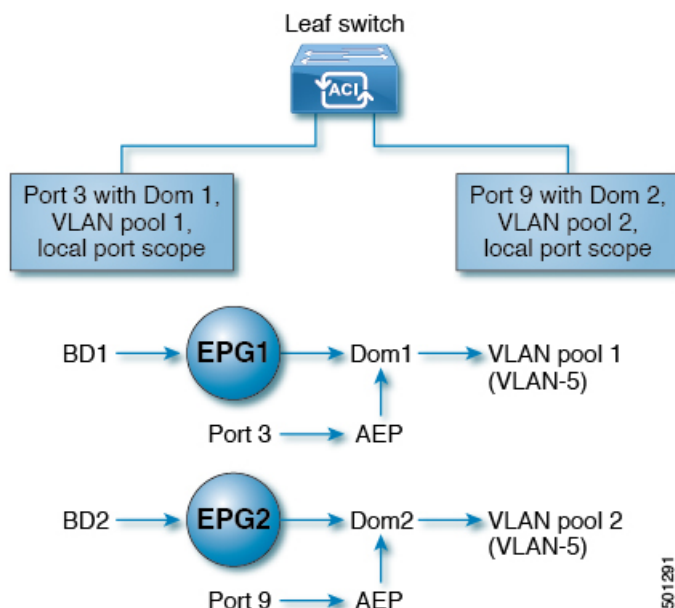 Leaf switch
ACI
Port 3 with Dom 1,
VLAN pool 1,
local port scope
Port 9 with Dom 2,
VLAN pool 2,
local port scope
BD1
EPG1
Dom1
VLAN pool 1
(VLAN-5)
Port 3
AEP
BD2
EPG2
Dom2
VLAN pool 2
(VLAN-5)
Port 9
AEP
501291